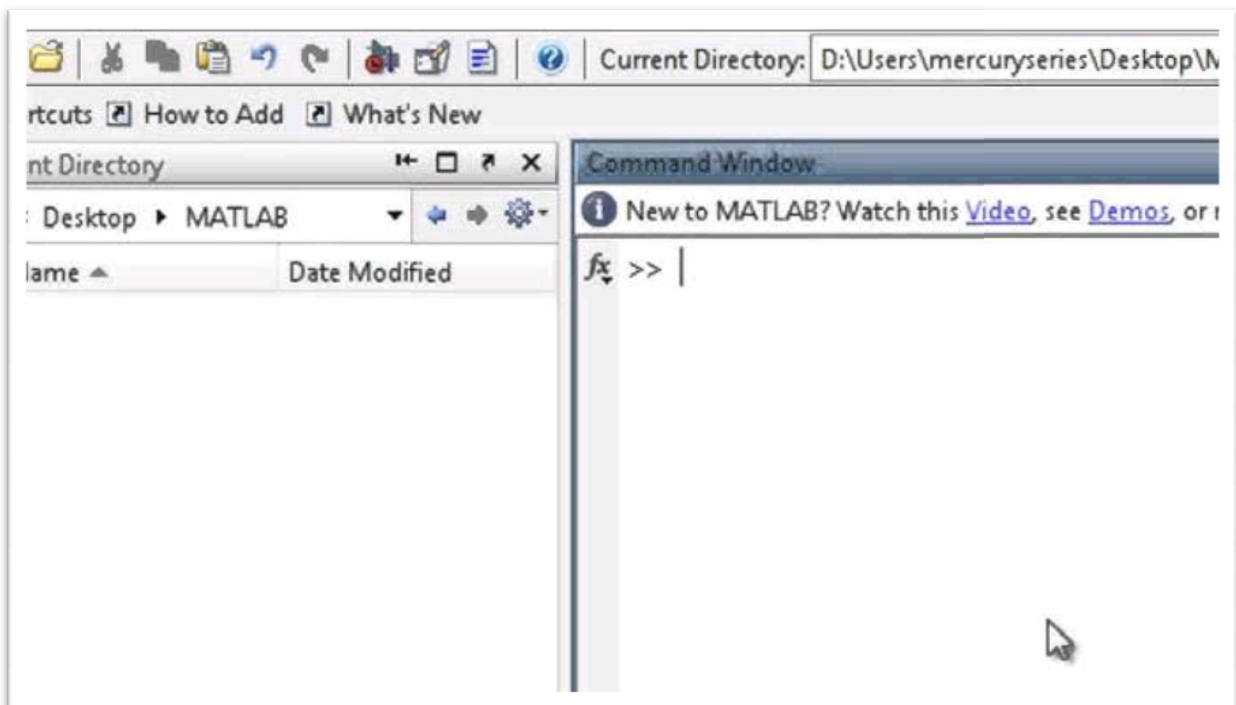 Current Directory: D:\Users\mercuryseries\Desktop\M
rtcuts How to Add What's New
nt Directory
Desktop ▸ MATLAB
lame Date Modified
Command Window
New to MATLAB? Watch this Video, see Demos, or r
fx >>